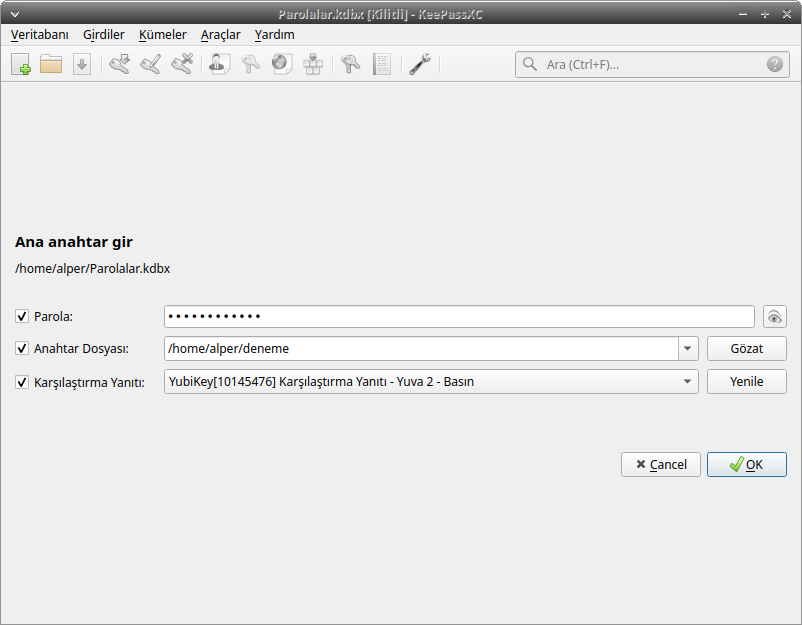 Parolalar.kdbx [Kilitli] - KeePassXC
Veritabanı Girdiler Kümeler Araçlar Yardım
Ara (Ctrl+F)...
Ana anahtar gir
/home/alper/Parolalar.kdbx
Parola: ••••••••••••
Anahtar Dosyası: /home/alper/deneme Gözat
Karşılaştırma Yanıtı: YubiKey[10145476] Karşılaştırma Yanıtı - Yuva 2 - Basın Yenile
Cancel OK